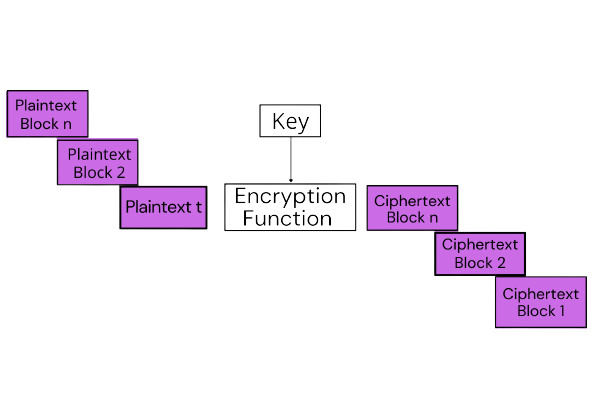 Plaintext
Block n
Plaintext
Block 2
Plaintext t
Key
Encryption
Function
Ciphertext
Block n
Ciphertext
Block 2
Ciphertext
Block 1